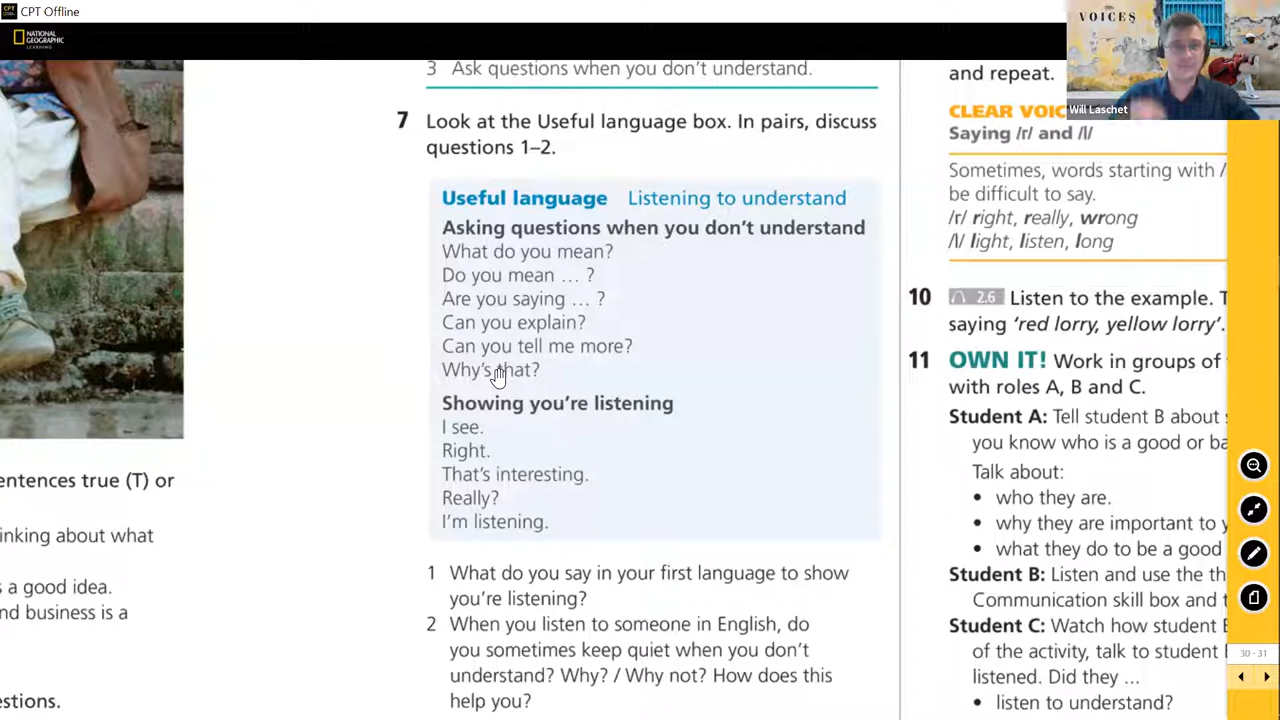 CPT Offline
NATIONAL
GEOGRAPHIC
LEARNING
VOICES
Will Laschet
entences true (T) or
inking about what
s a good idea.
nd business is a
estions.
3 Ask questions when you don't understand.
7 Look at the Useful language box. In pairs, discuss
questions 1–2.
Useful language Listening to understand
Asking questions when you don't understand
What do you mean?
Do you mean … ?
Are you saying … ?
Can you explain?
Can you tell me more?
Why's that?
Showing you're listening
I see.
Right.
That's interesting.
Really?
I'm listening.
1 What do you say in your first language to show
you're listening?
2 When you listen to someone in English, do
you sometimes keep quiet when you don't
understand? Why? / Why not? How does this
help you?
and repeat.
CLEAR VOIC
Saying /r/ and /l/
Sometimes, words starting with /
be difficult to say.
/r/ right, really, wrong
/l/ light, listen, long
10 2.6 Listen to the example. T
saying 'red lorry, yellow lorry'.
11 OWN IT! Work in groups of
with roles A, B and C.
Student A: Tell student B about s
you know who is a good or ba
Talk about:
• who they are.
• why they are important to y
• what they do to be a good
Student B: Listen and use the th
Communication skill box and t
Student C: Watch how student B
of the activity, talk to student B
listened. Did they …
• listen to understand?
30 - 31